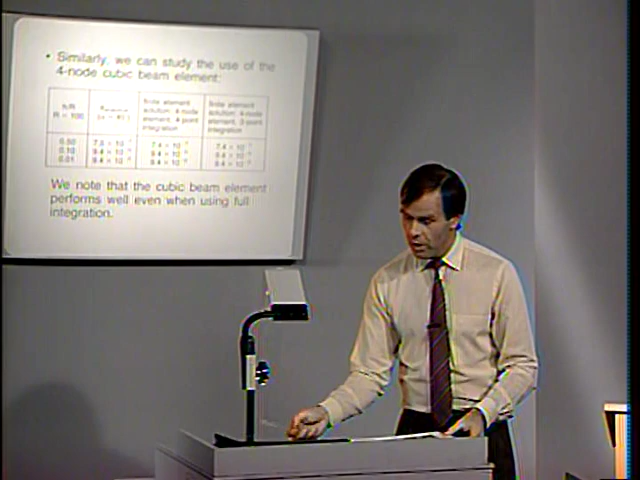 • Similarly, we can study the use of the
4-node cubic beam element:
h/R
R = 100
finite element
solution: 4-node
element, 4-point
integration
finite element
solution: 4-node
element, 3-point
integration
0.50
0.10
0.01
We note that the cubic beam element
performs well even when using full
integration.